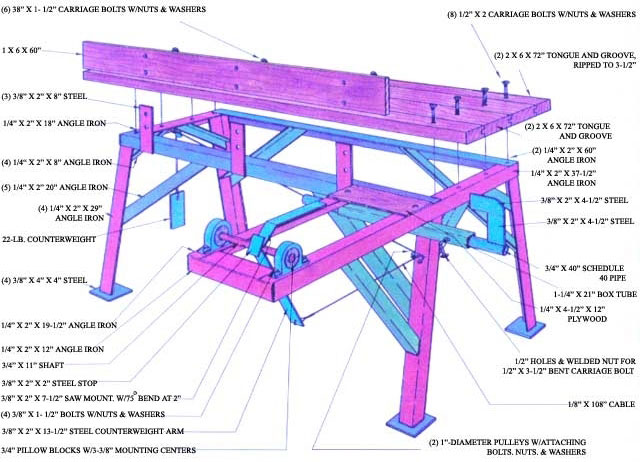 (6) 38" X 1- 1/2" CARRIAGE BOLTS W/NUTS & WASHERS
(8) 1/2" X 2 CARRIAGE BOLTS W/NUTS & WASHERS
1 X 6 X 60"
(2) 2 X 6 X 72" TONGUE AND GROOVE,
RIPPED TO 3-1/2"
(3) 3/8" X 2" X 8" STEEL
1/4" X 2" X 18" ANGLE IRON
(2) 2 X 6 X 72" TONGUE
AND GROOVE
(4) 1/4" X 2" X 8" ANGLE IRON
(2) 1/4" X 2" X 60"
ANGLE IRON
1/4" X 2" X 37-1/2"
ANGLE IRON
(5) 1/4" X 2" 20" ANGLE IRON
3/8" X 2" X 4-1/2" STEEL
(4) 1/4" X 2" X 29"
ANGLE IRON
3/8" X 2" X 4-1/2" STEEL
22-LB. COUNTERWEIGHT
3/4" X 40" SCHEDULE
40 PIPE
(4) 3/8" X 4" X 4" STEEL
1-1/4" X 21" BOX TUBE
1/4" X 4-1/2" X 12"
PLYWOOD
1/4" X 2" X 19-1/2" ANGLE IRON
1/4" X 2" X 12" ANGLE IRON
3/4" X 11" SHAFT
1/2" HOLES & WELDED NUT FOR
1/2" X 3-1/2" BENT CARRIAGE BOLT
3/8" X 2" X 2" STEEL STOP
3/8" X 2" X 7-1/2" SAW MOUNT. W/75° BEND AT 2"
1/8" X 108" CABLE
(4) 3/8" X 1- 1/2" BOLTS W/NUTS & WASHERS
3/8" X 2" X 13-1/2" STEEL COUNTERWEIGHT ARM
(2) 1"-DIAMETER PULLEYS W/ATTACHING
BOLTS. NUTS. & WASHERS
3/4" PILLOW BLOCKS W/3-3/8" MOUNTING CENTERS